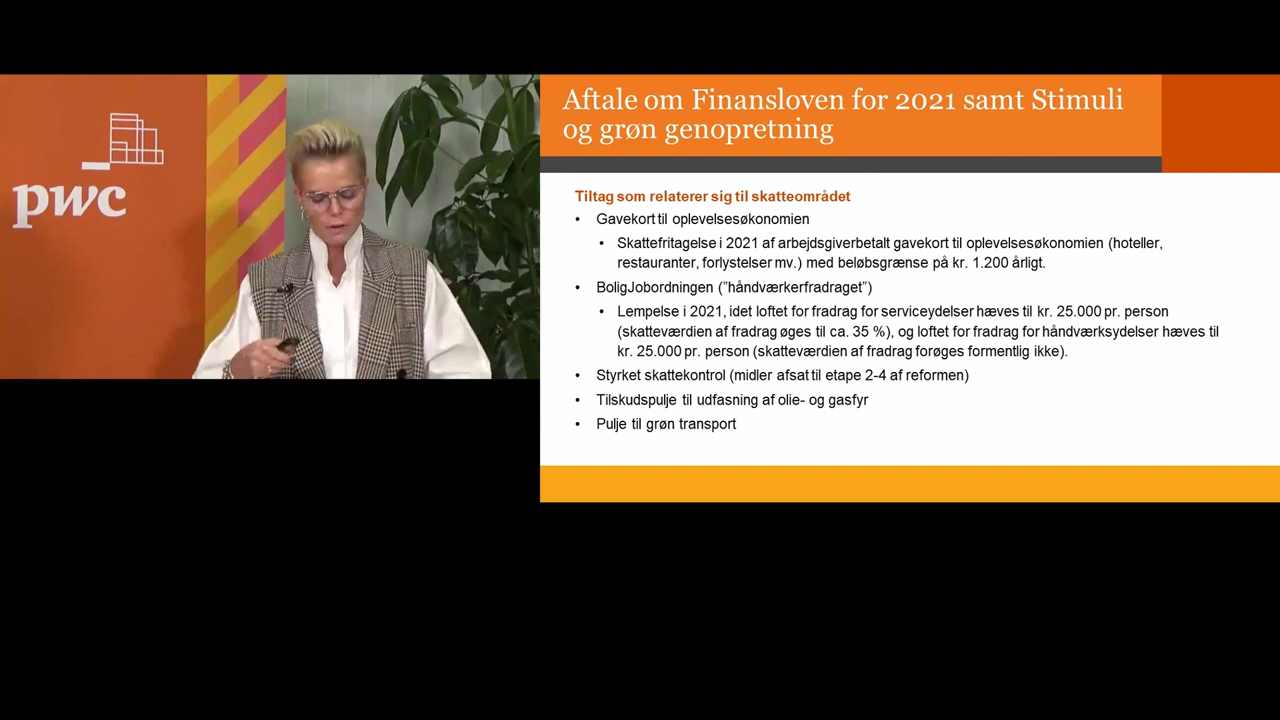 pwc
Aftale om Finansloven for 2021 samt Stimuli
og grøn genopretning
Tiltag som relaterer sig til skatteområdet
• Gavekort til oplevelsesøkonomien
• Skattefritagelse i 2021 af arbejdsgiverbetalt gavekort til oplevelsesøkonomien (hoteller,
restauranter, forlystelser mv.) med beløbsgrænse på kr. 1.200 årligt.
• BoligJobordningen (”håndværkerfradraget”)
• Lempelse i 2021, idet loftet for fradrag for serviceydelser hæves til kr. 25.000 pr. person
(skatteværdien af fradrag øges til ca. 35 %), og loftet for fradrag for håndværksydelser hæves til
kr. 25.000 pr. person (skatteværdien af fradrag forøges formentlig ikke).
• Styrket skattekontrol (midler afsat til etape 2-4 af reformen)
• Tilskudspulje til udfasning af olie- og gasfyr
• Pulje til grøn transport